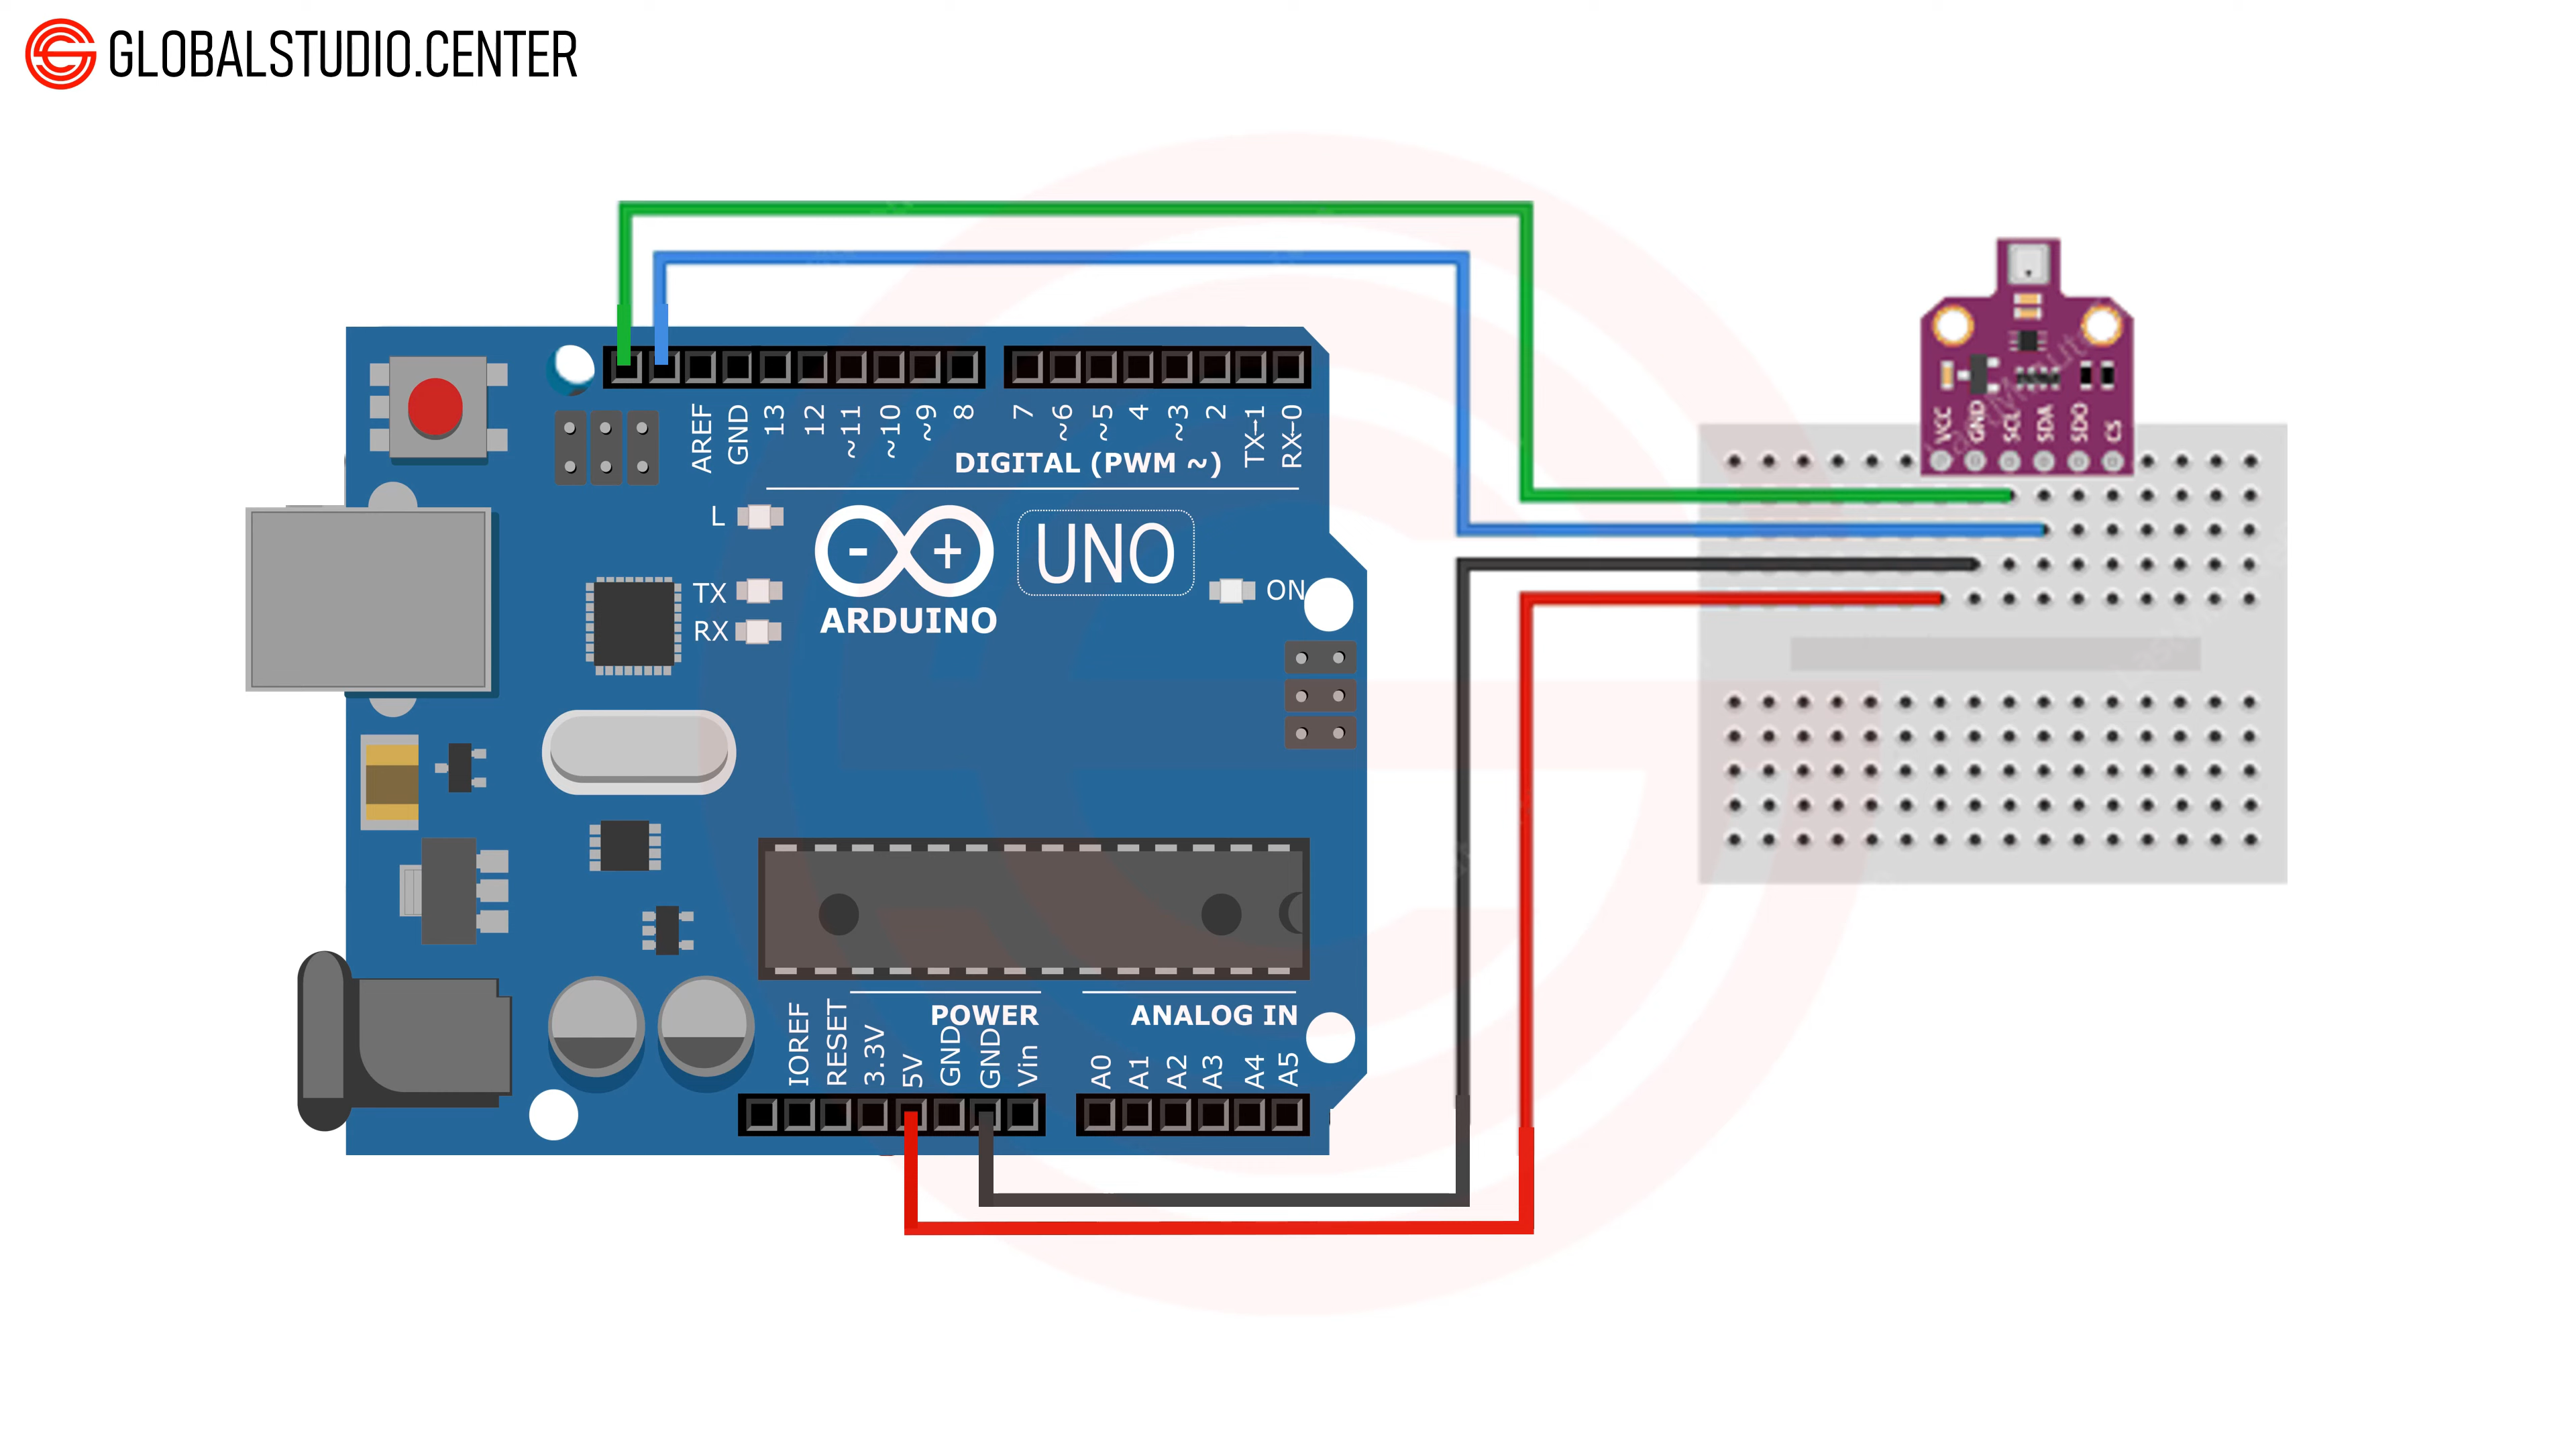 GLOBALSTUDIO.CENTER
AREF
GND
13
12
~11
~10
~9
8
7
~6
~5
4
~3
2
TX→1
RX←0
DIGITAL (PWM ~)
L
TX
RX
- +
ARDUINO
UNO
ON
VCC
GND
SCL
SDA
SDO
CS
POWER
ANALOG IN
IOREF
RESET
3.3V
5V
GND
GND
Vin
A0
A1
A2
A3
A4
A5